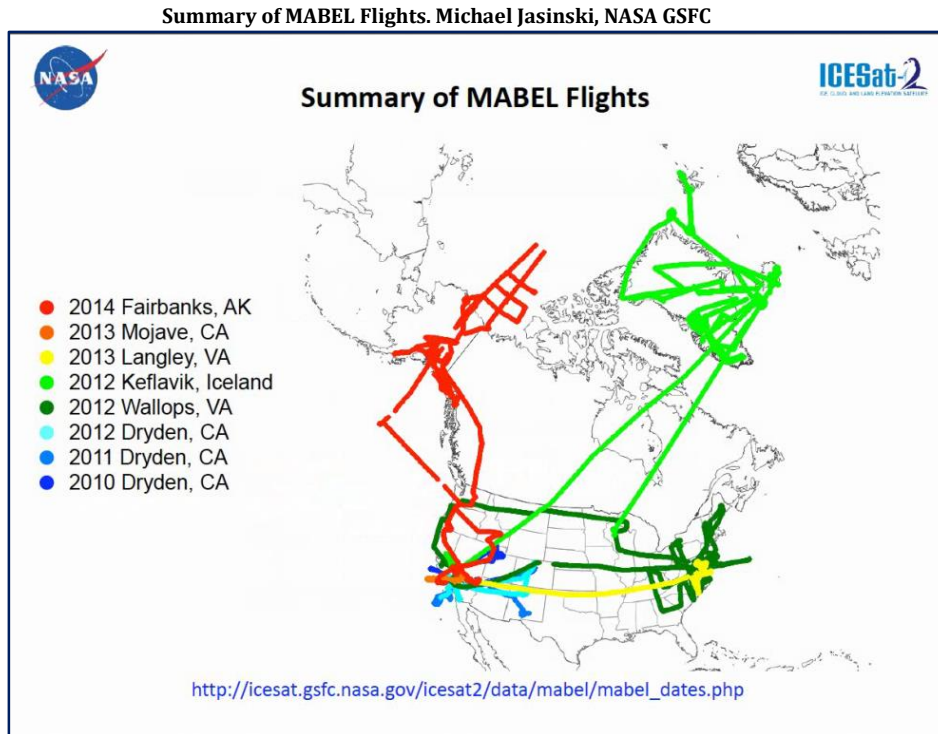 Summary of MABEL Flights. Michael Jasinski, NASA GSFC
NASA
ICESat-2
Summary of MABEL Flights
2014 Fairbanks, AK
2013 Mojave, CA
2013 Langley, VA
2012 Keflavik, Iceland
2012 Wallops, VA
2012 Dryden, CA
2011 Dryden, CA
2010 Dryden, CA
http://icesat.gsfc.nasa.gov/icesat2/data/mabel/mabel_dates.php